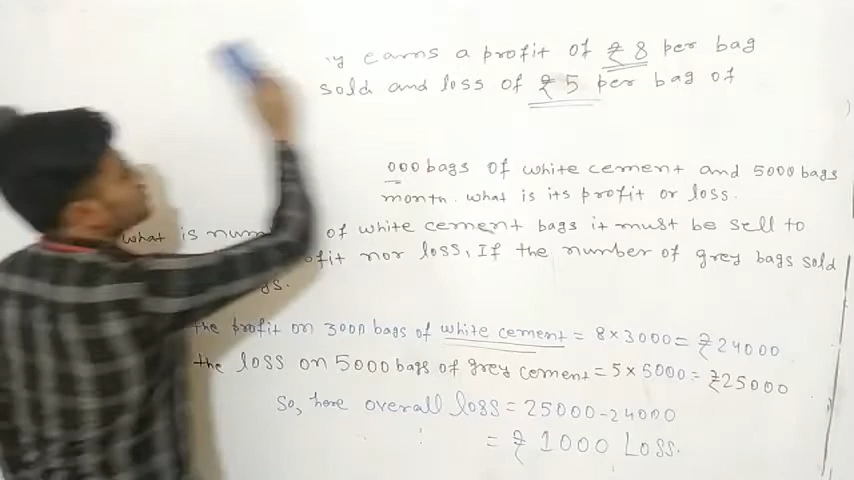 earns a profit of ₹ 8 per bag
sold and loss of ₹ 5 per bag of
000 bags of white cement and 5000 bags
month. what is its profit or loss.
what is num of white cement bags it must be sell to
ofit nor loss, If the number of grey bags sold
gs.
the profit on 3000 bags of white cement = 8 × 3000 = ₹ 24000
the loss on 5000 bags of grey cement = 5 × 5000 = ₹ 25000
So, here overall loss = 25000 - 24000
= ₹ 1000 Loss.